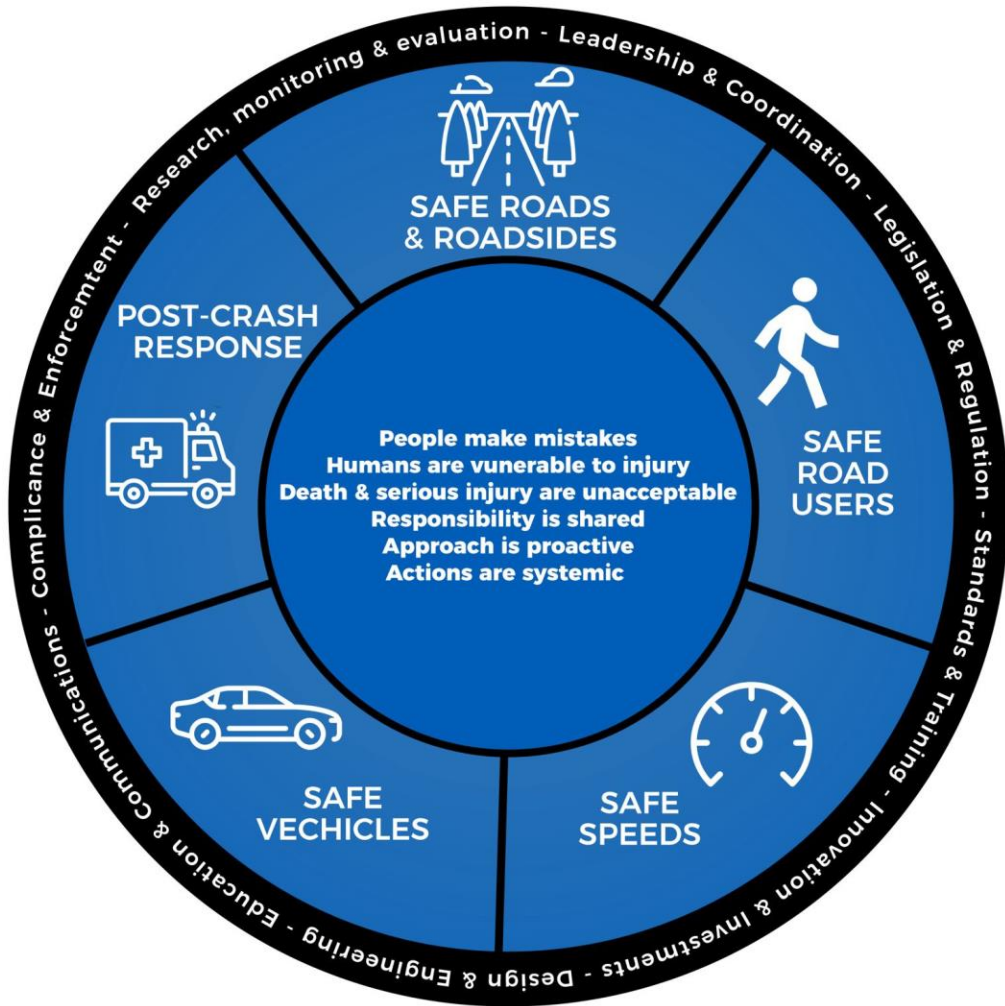 Research, monitoring & evaluation - Leadership & Coordination - Legislation & Regulation - Standards & Training - Innovation & Investments - Design & Engineering - Education & Communications - Complicance & Enforcemtent -
SAFE ROADS
& ROADSIDES
POST-CRASH
RESPONSE
SAFE
ROAD
USERS
People make mistakes
Humans are vunerable to injury
Death & serious injury are unacceptable
Responsibility is shared
Approach is proactive
Actions are systemic
SAFE
VECHICLES
SAFE
SPEEDS